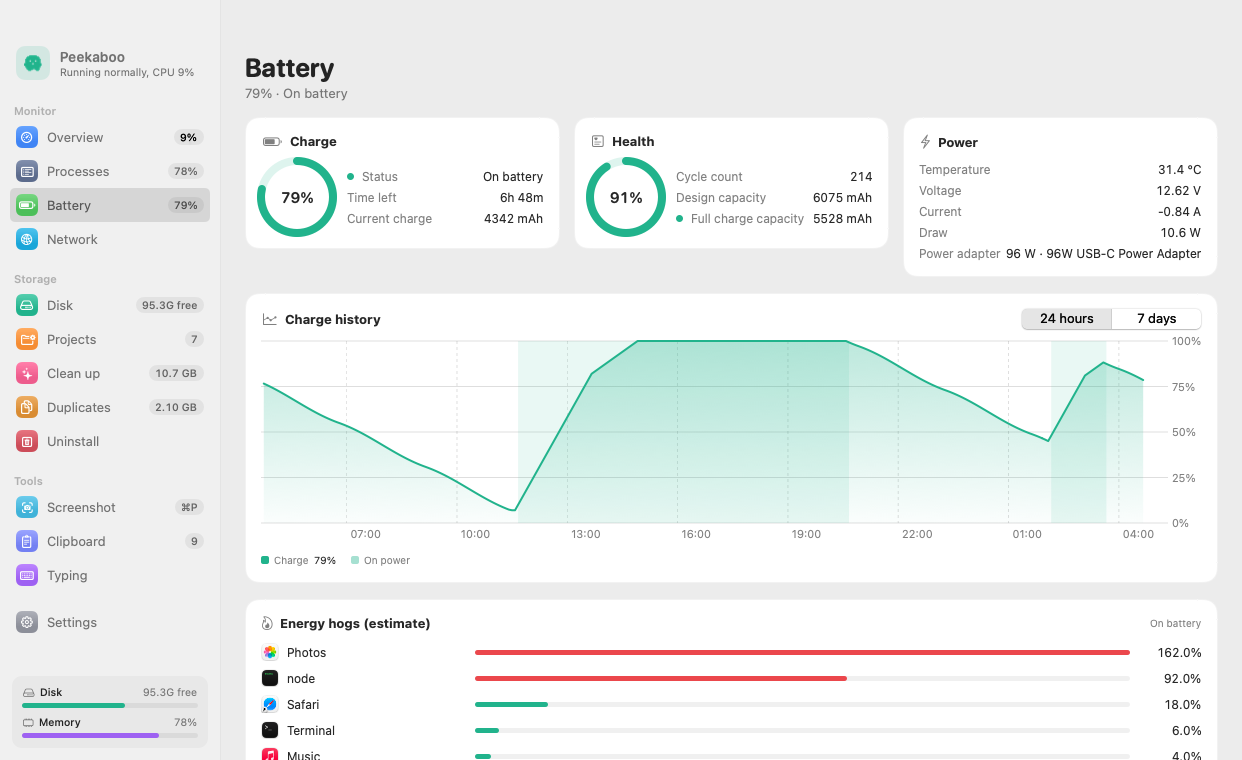 Peekaboo
Running normally, CPU 9%
Monitor
Overview 9%
Processes 78%
Battery 79%
Network
Storage
Disk 95.3G free
Projects 7
Clean up 10.7 GB
Duplicates 2.10 GB
Uninstall
Tools
Screenshot ⌘P
Clipboard 9
Typing
Settings
Disk 95.3G free
Memory 78%
Battery
79% · On battery
Charge
79%
Status On battery
Time left 6h 48m
Current charge 4342 mAh
Health
91%
Cycle count 214
Design capacity 6075 mAh
Full charge capacity 5528 mAh
Power
Temperature 31.4 °C
Voltage 12.62 V
Current -0.84 A
Draw 10.6 W
Power adapter 96 W · 96W USB-C Power Adapter
Charge history
24 hours 7 days
100%
75%
50%
25%
0%
07:00 10:00 13:00 16:00 19:00 22:00 01:00 04:00
Charge 79% On power
Energy hogs (estimate) On battery
Photos 162.0%
node 92.0%
Safari 18.0%
Terminal 6.0%
Music 4.0%